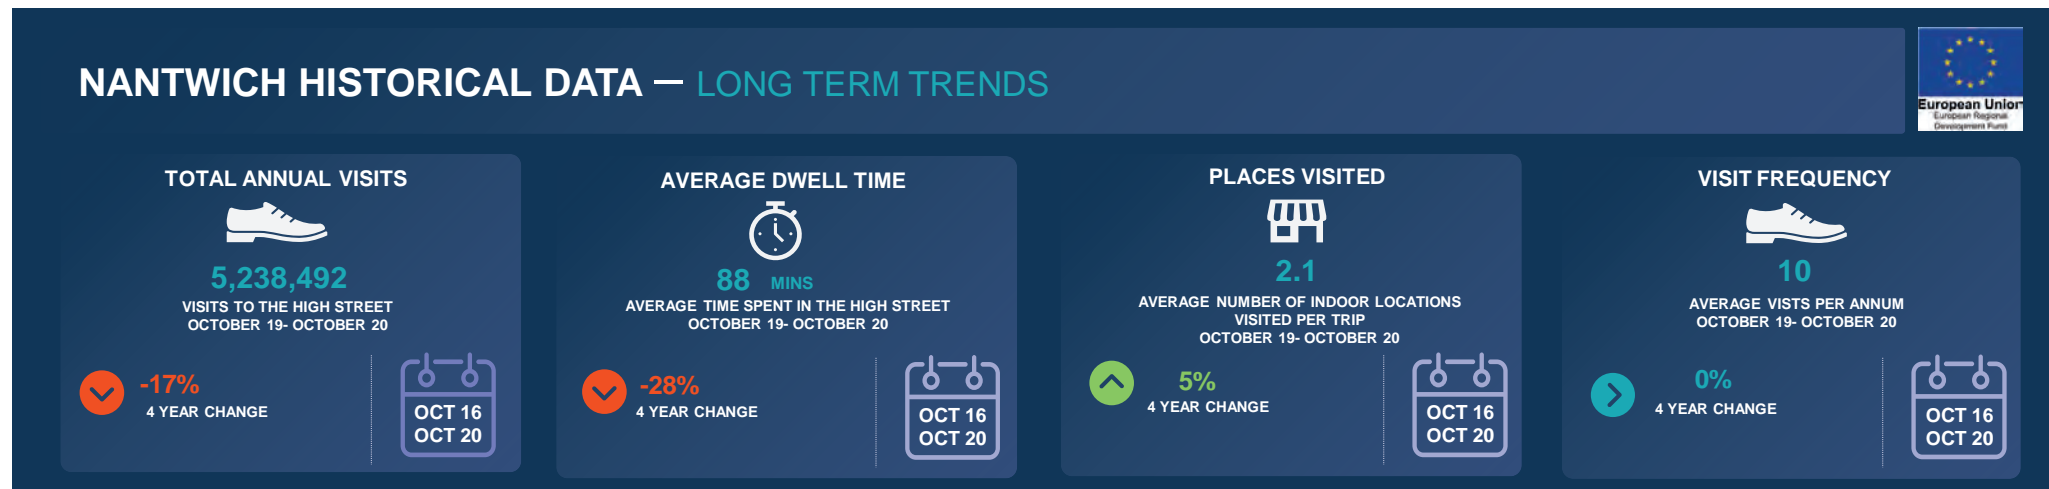 NANTWICH HISTORICAL DATA — LONG TERM TRENDS
European Union
European Regional
Development Fund
TOTAL ANNUAL VISITS
5,238,492
VISITS TO THE HIGH STREET
OCTOBER 19- OCTOBER 20
-17%
4 YEAR CHANGE
OCT 16
OCT 20
AVERAGE DWELL TIME
88 MINS
AVERAGE TIME SPENT IN THE HIGH STREET
OCTOBER 19- OCTOBER 20
-28%
4 YEAR CHANGE
OCT 16
OCT 20
PLACES VISITED
2.1
AVERAGE NUMBER OF INDOOR LOCATIONS
VISITED PER TRIP
OCTOBER 19- OCTOBER 20
5%
4 YEAR CHANGE
OCT 16
OCT 20
VISIT FREQUENCY
10
AVERAGE VISTS PER ANNUM
OCTOBER 19- OCTOBER 20
0%
4 YEAR CHANGE
OCT 16
OCT 20